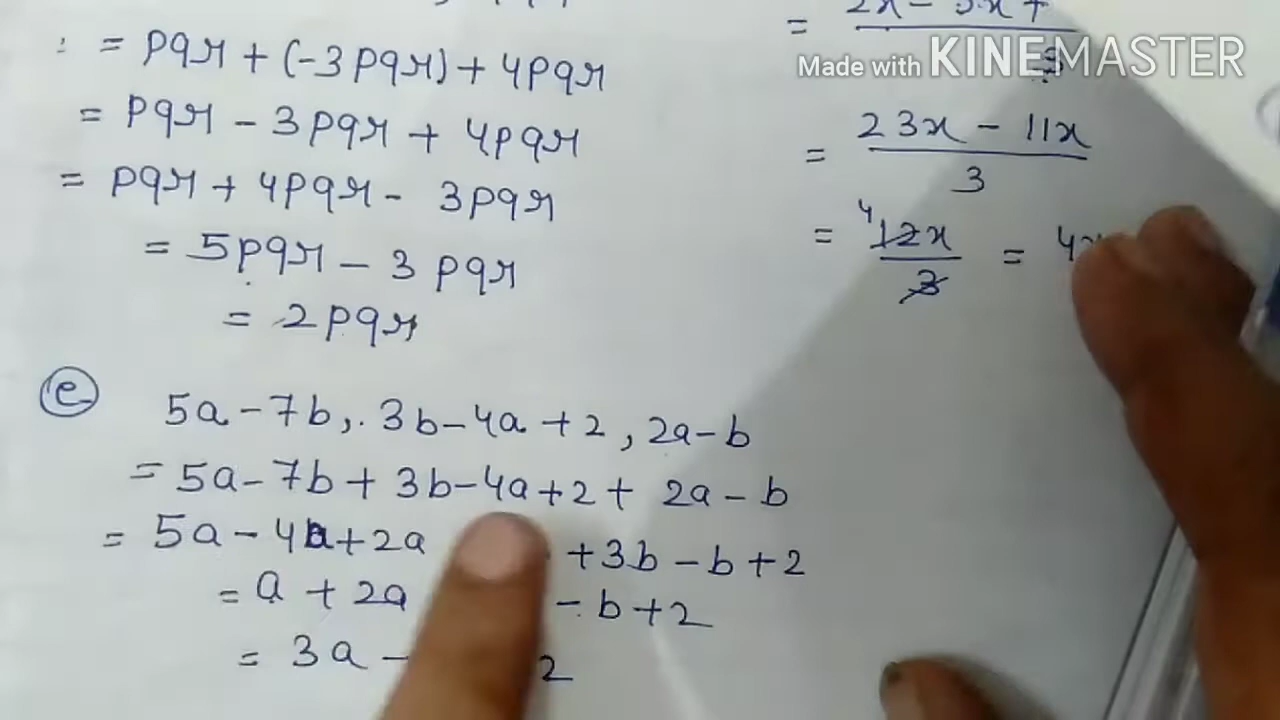 = pqr + (-3pqr) + 4pqr
= pqr - 3pqr + 4pqr
= pqr + 4pqr - 3pqr
= 5pqr - 3pqr
= 2pqr
(e) 5a - 7b, 3b - 4a + 2, 2a - b
= 5a - 7b + 3b - 4a + 2 + 2a - b
= 5a - 4a + 2a + 3b - b + 2
= a + 2a - b + 2
= 3a - 2
Made with KINEMASTER
= 23x - 11x / 3
= 4 12x / 3 = 4x